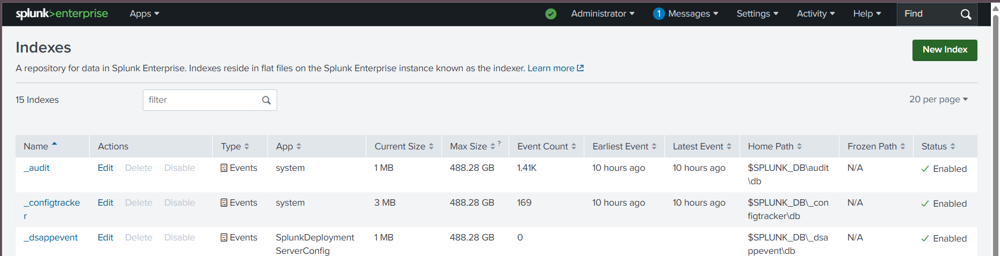 splunk>enterprise Apps Administrator 1 Messages Settings Activity Help Find
Indexes
New Index
A repository for data in Splunk Enterprise. Indexes reside in flat files on the Splunk Enterprise instance known as the indexer. Learn more
15 Indexes filter 20 per page
Name Actions Type App Current Size Max Size ? Event Count Earliest Event Latest Event Home Path Frozen Path Status
_audit Edit Delete Disable Events system 1 MB 488.28 GB 1.41K 10 hours ago 10 hours ago $SPLUNK_DB\audit N/A Enabled
\db
_configtracke Edit Delete Disable Events system 3 MB 488.28 GB 169 10 hours ago 10 hours ago $SPLUNK_DB\_con N/A Enabled
r figtracker\db
_dsappevent Edit Delete Disable Events SplunkDeployment 1 MB 488.28 GB 0 $SPLUNK_DB\_dsa N/A Enabled
ServerConfig ppevent\db